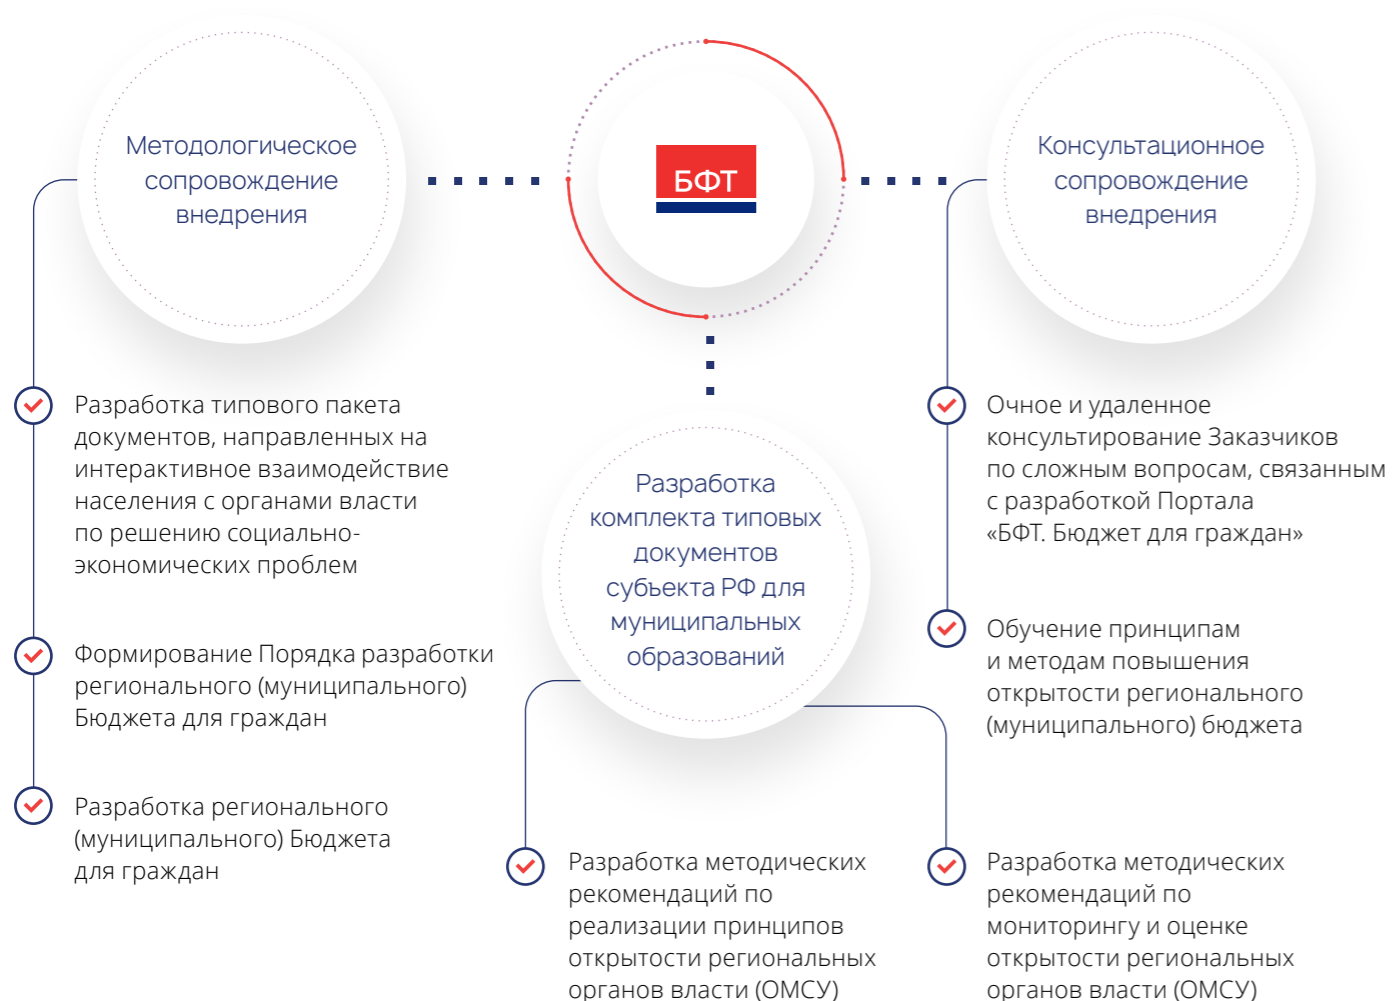 Методологическое
сопровождение
внедрения
БФТ
Консультационное
сопровождение
внедрения
Разработка типового пакета
документов, направленных на
интерактивное взаимодействие
населения с органами власти
по решению социально-
экономических проблем
Формирование Порядка разработки
регионального (муниципального)
Бюджета для граждан
Разработка регионального
(муниципального) Бюджета
для граждан
Разработка
комплекта типовых
документов
субъекта РФ для
муниципальных
образований
Разработка методических
рекомендаций по
реализации принципов
открытости региональных
органов власти (ОМСУ)
Очное и удаленное
консультирование Заказчиков
по сложным вопросам, связанным
с разработкой Портала
«БФТ. Бюджет для граждан»
Обучение принципам
и методам повышения
открытости регионального
(муниципального) бюджета
Разработка методических
рекомендаций по
мониторингу и оценке
открытости региональных
органов власти (ОМСУ)